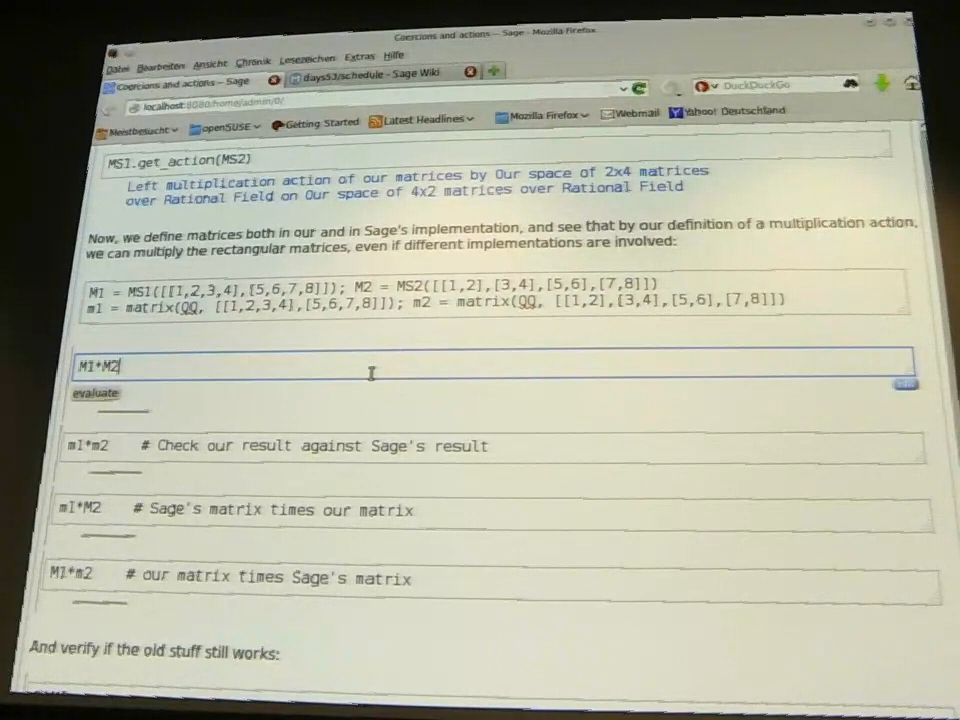 Coercions and actions -- Sage - Mozilla Firefox
Datei Bearbeiten Ansicht Chronik Lesezeichen Extras Hilfe
Coercions and actions -- Sage days53/schedule - Sage Wiki
localhost:8080/home/admin/0/ DuckDuckGo
Meistbesucht openSUSE Getting Started Latest Headlines Mozilla Firefox Webmail Yahoo! Deutschland
MS1.get_action(MS2)
Left multiplication action of our matrices by Our space of 2x4 matrices
over Rational Field on Our space of 4x2 matrices over Rational Field
Now, we define matrices both in our and in Sage's implementation, and see that by our definition of a multiplication action,
we can multiply the rectangular matrices, even if different implementations are involved:
M1 = MS1([[1,2,3,4],[5,6,7,8]]); M2 = MS2([[1,2],[3,4],[5,6],[7,8]])
m1 = matrix(QQ, [[1,2,3,4],[5,6,7,8]]); m2 = matrix(QQ, [[1,2],[3,4],[5,6],[7,8]])
M1*M2
evaluate
m1*m2 # Check our result against Sage's result
m1*M2 # Sage's matrix times our matrix
M1*m2 # our matrix times Sage's matrix
And verify if the old stuff still works: